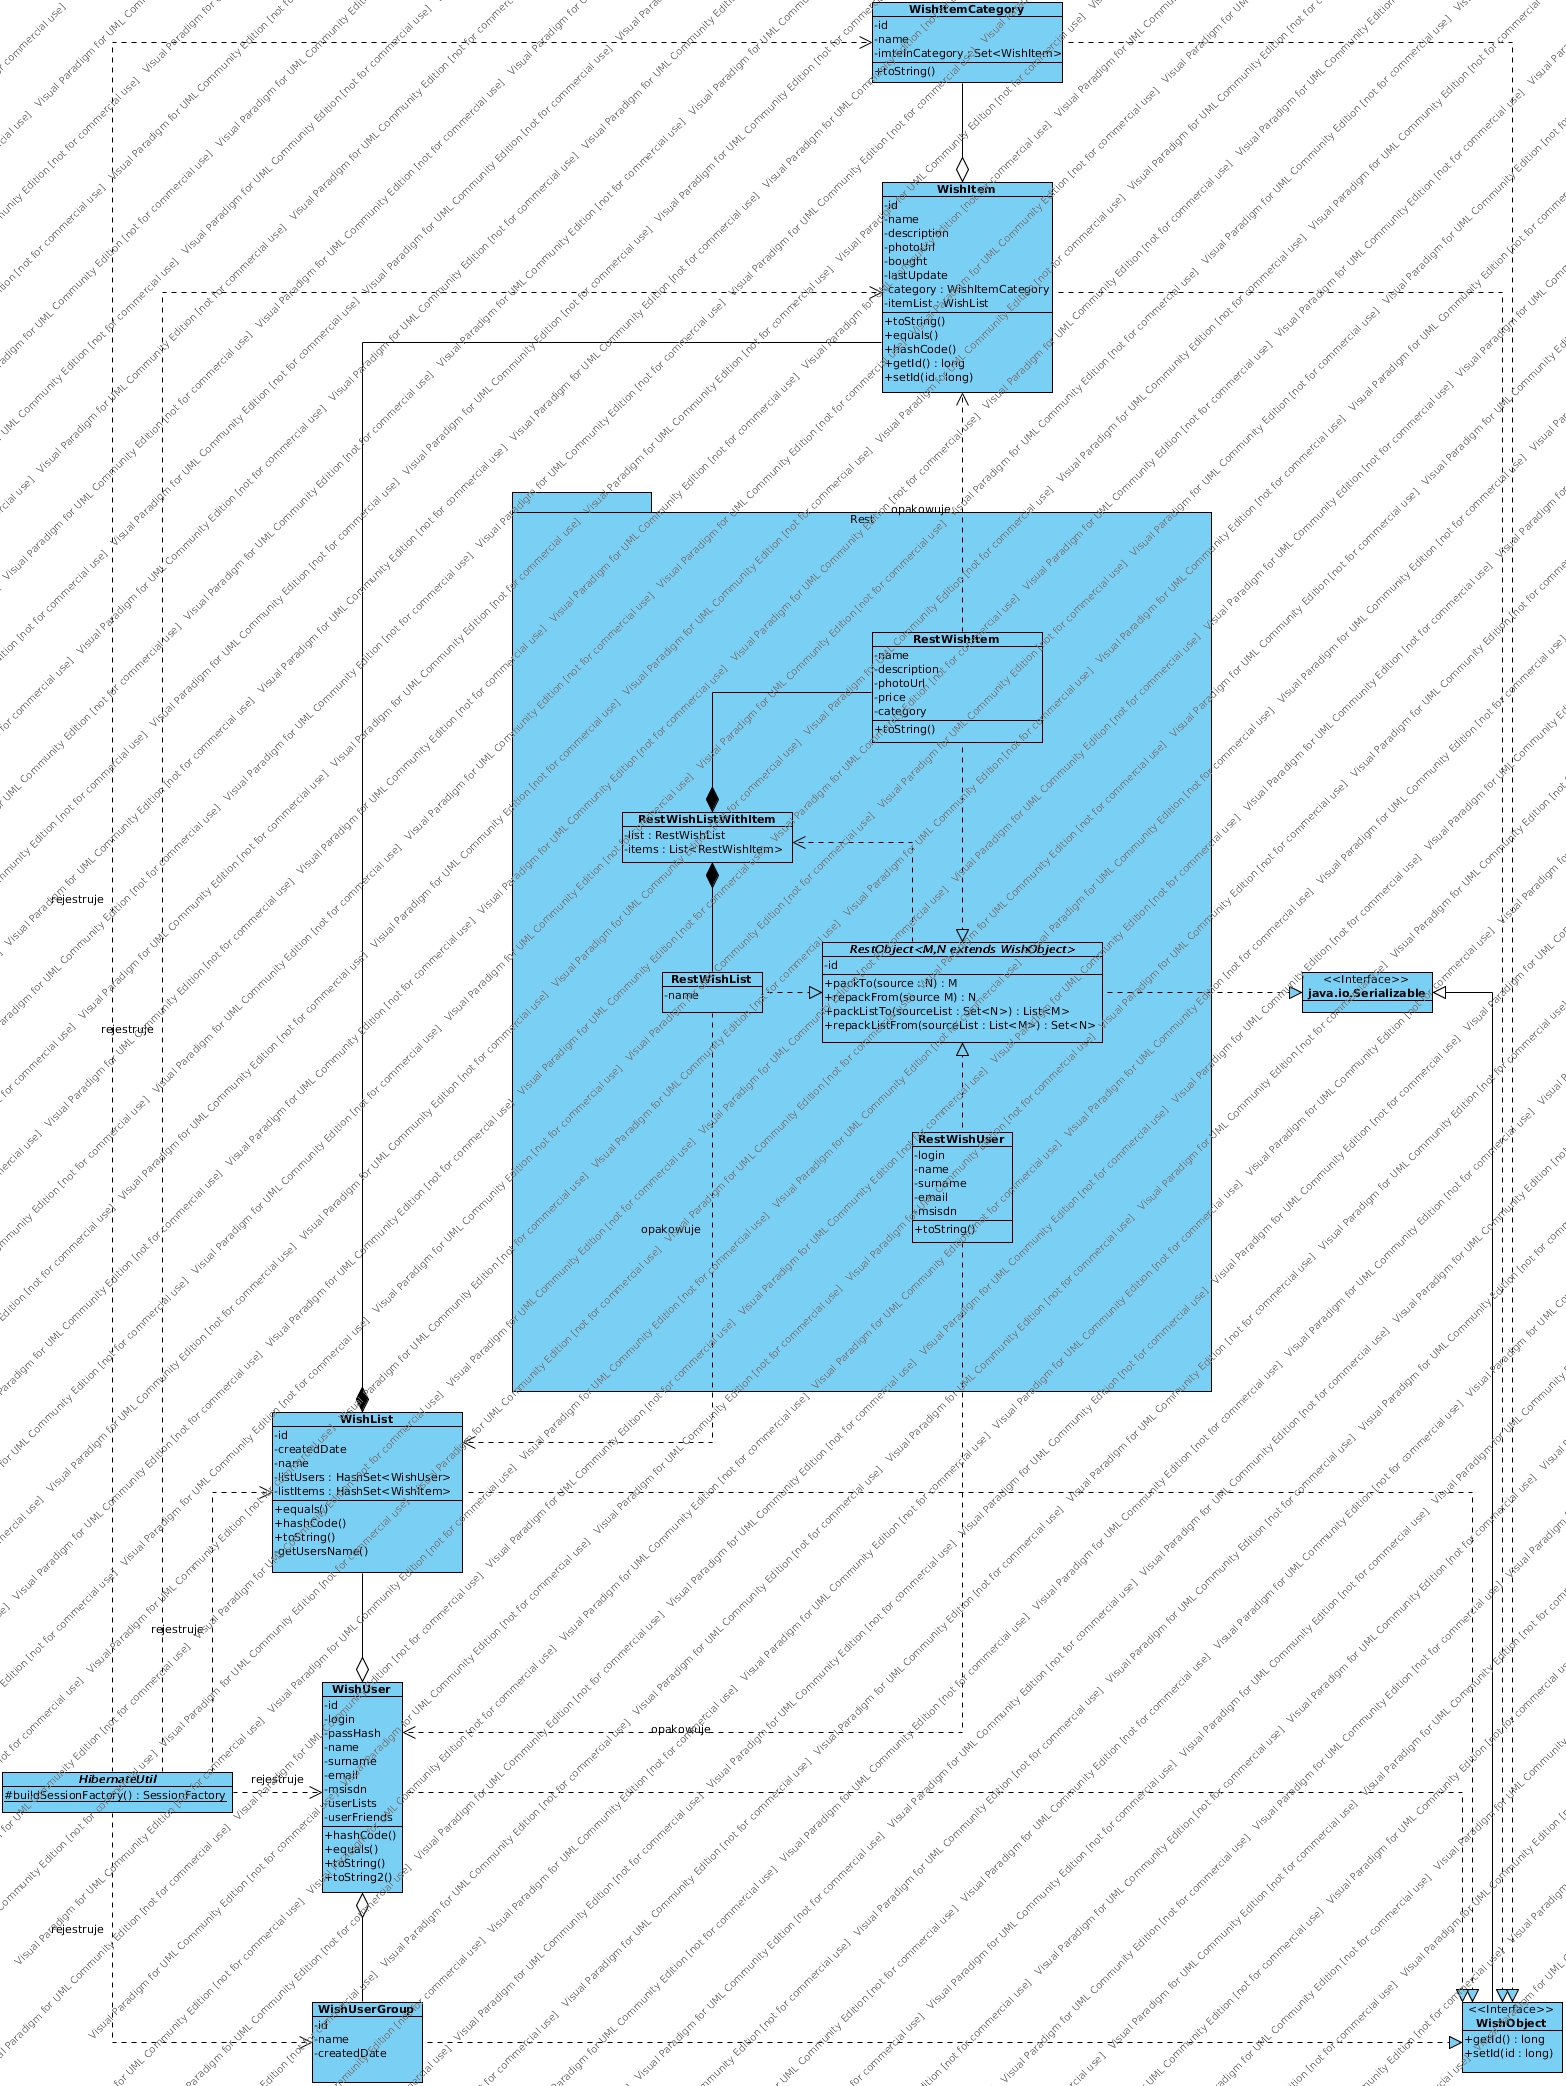 WishItemCategory
-id
-name
-imteInCategory : Set<WishItem>
+toString()
WishItem
-id
-name
-description
-photoUrl
-bought
-lastUpdate
-category : WishItemCategory
-itemList : WishList
+toString()
+equals()
+hashCode()
+getId() : long
+setId(id : long)
opakowuje
Rest
RestWishItem
-name
-description
-photoUrl
-price
-category
+toString()
RestWishListWithItem
-list : RestWishList
-items : List<RestWishItem>
rejestruje
RestObject<M,N extends WishObject>
-id
+packTo(source : N) : M
+repackFrom(source M) : N
+packListTo(sourceList : Set<N>) : List<M>
+repackListFrom(sourceList : List<M>) : Set<N>
RestWishList
-name
<<Interface>>
java.io.Serializable
rejestruje
RestWishUser
-login
-name
-surname
-email
-msisdn
+toString()
opakowuje
WishList
-id
-createdDate
-name
-listUsers : HashSet<WishUser>
-listItems : HashSet<WishItem>
+equals()
+hashCode()
+toString()
-getUsersName()
rejestruje
WishUser
-id
-login
-passHash
-name
-surname
-email
-msisdn
-userLists
-userFriends
+hashCode()
+equals()
+toString()
+toString2()
opakowuje
HibernateUtil
#buildSessionFactory() : SessionFactory
rejestruje
rejestruje
WishUserGroup
-id
-name
-createdDate
<<Interface>>
WishObject
+getId() : long
+setId(id : long)
Visual Paradigm for UML Community Edition [not for commercial use]